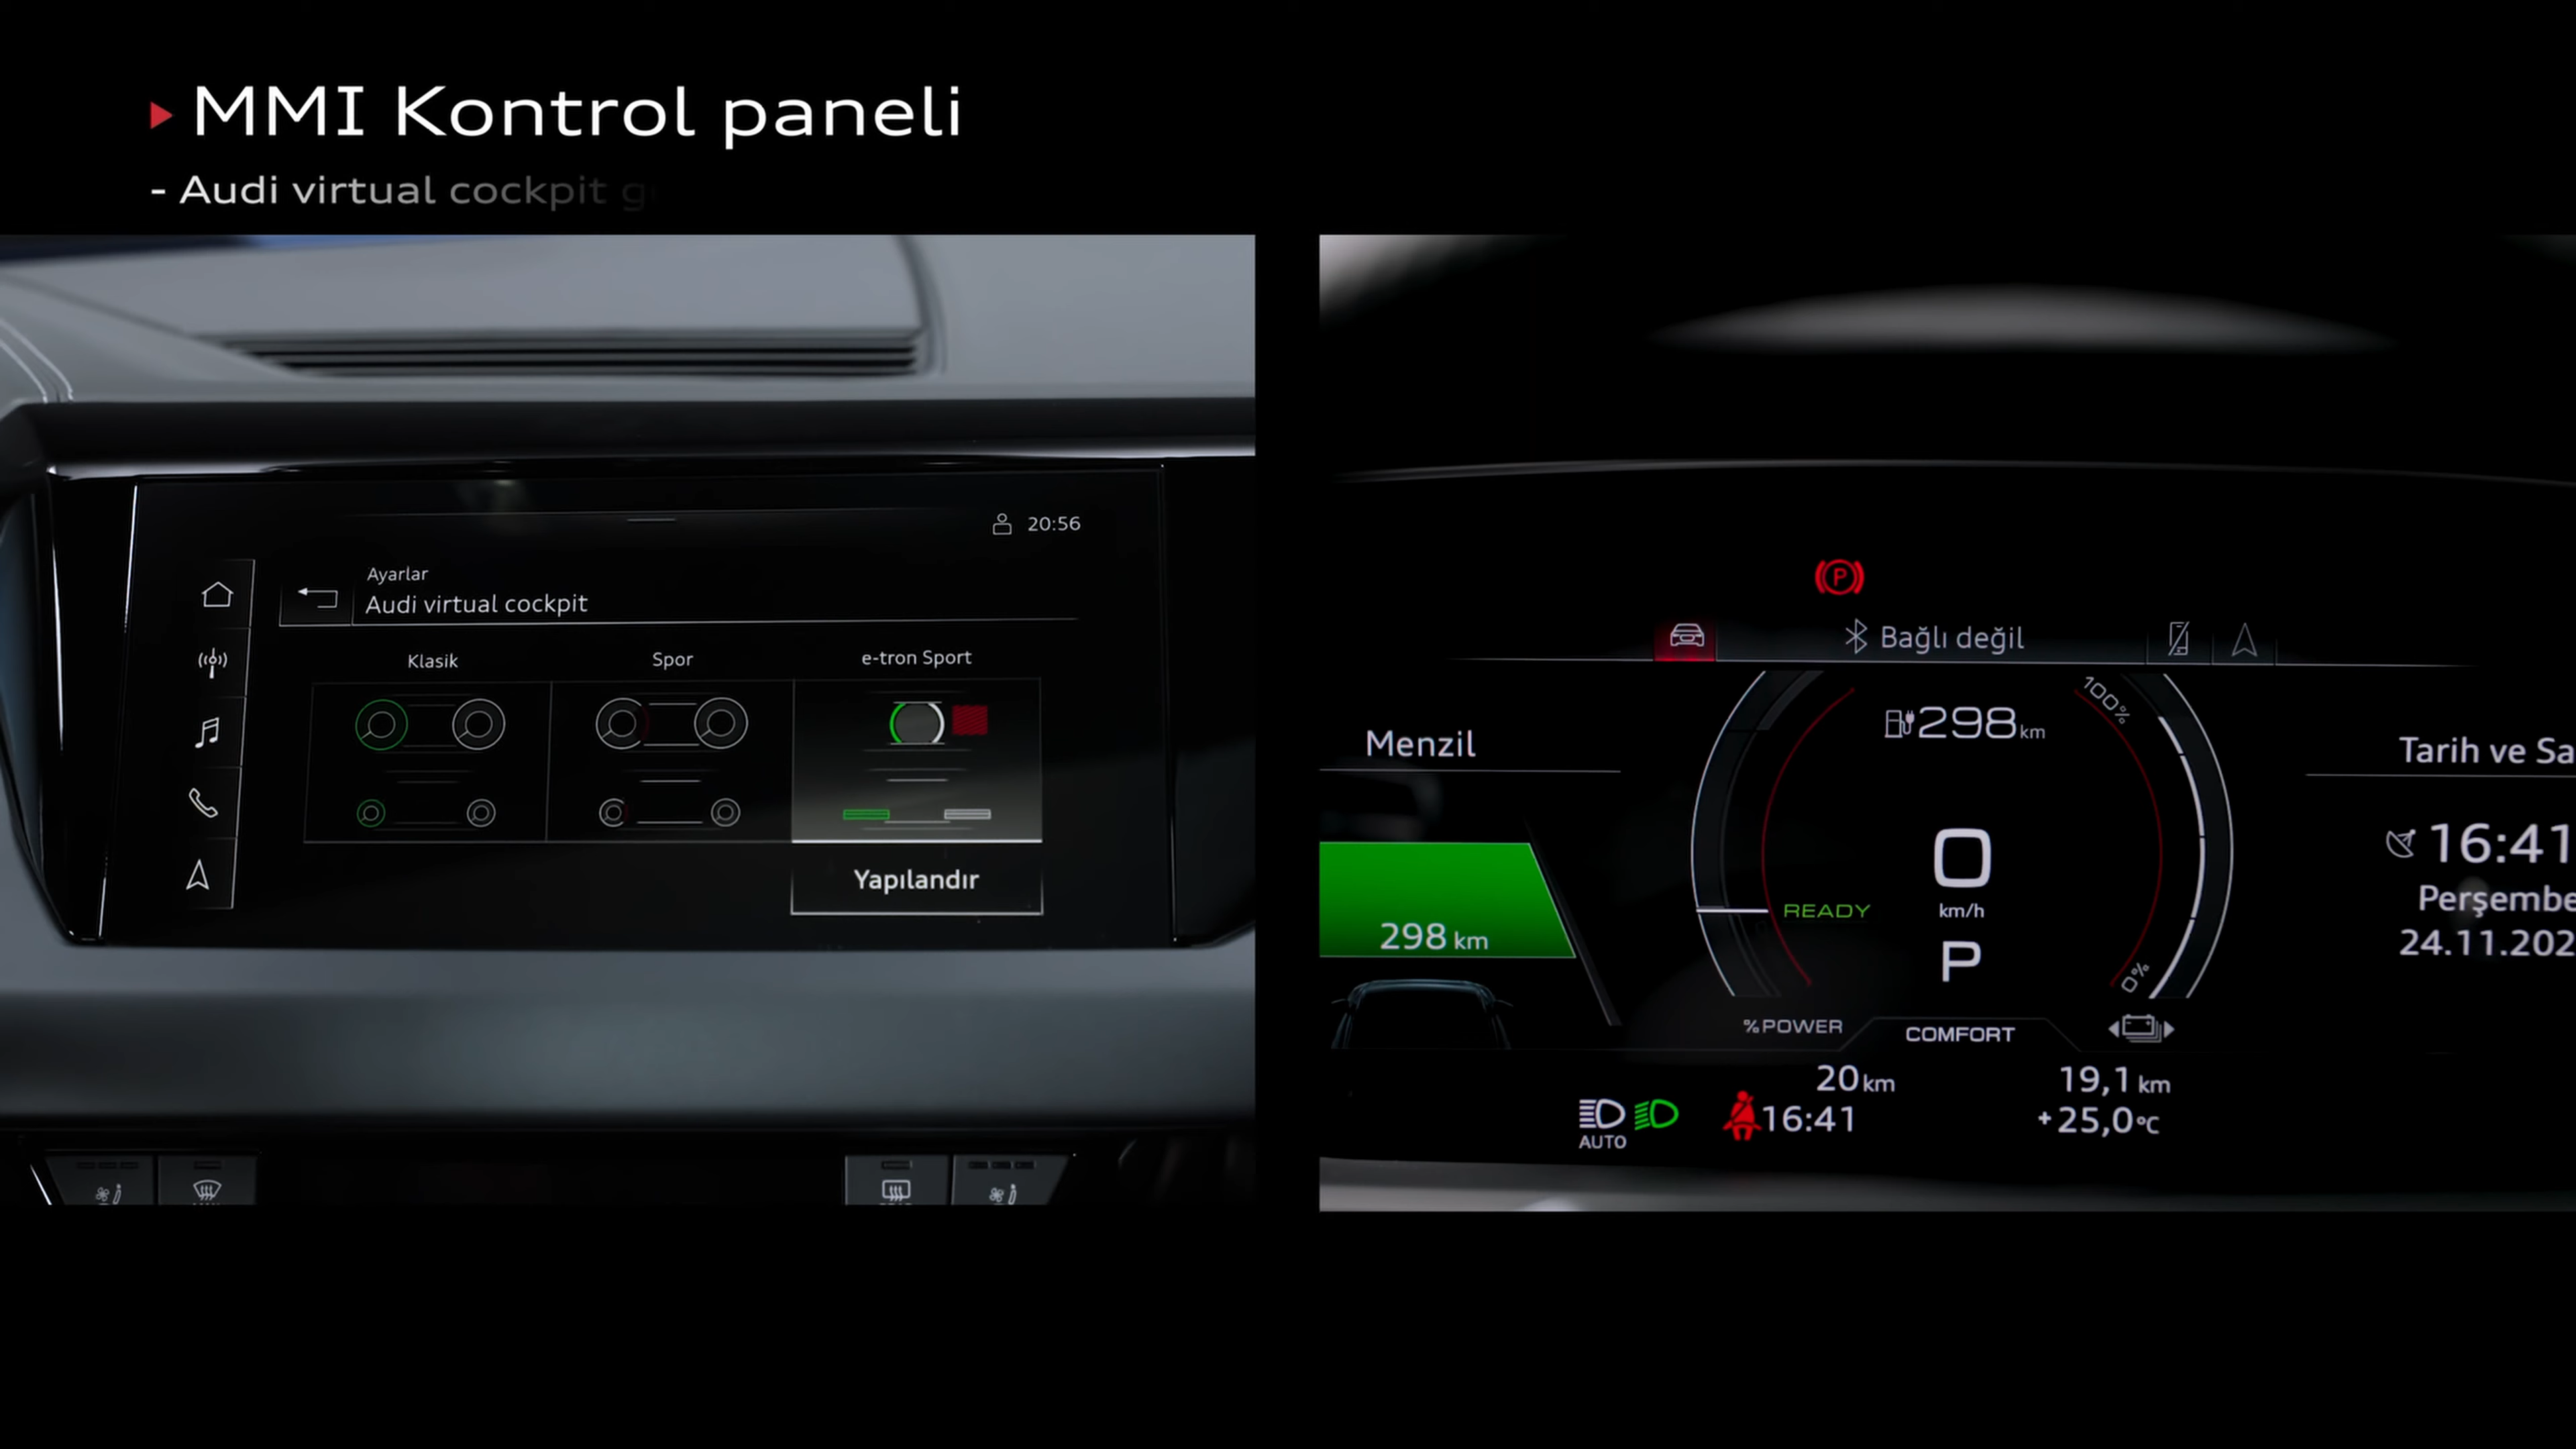 MMI Kontrol paneli
- Audi virtual cockpit
20:56
Ayarlar
Audi virtual cockpit
Klasik
Spor
e-tron Sport
Yapılandır
Bağlı değil
298 km
100%
Menzil
298 km
READY
0
km/h
P
0%
% POWER
COMFORT
20 km
19,1 km
AUTO
16:41
+25,0 °C
Tarih ve Sa
16:41
Perşembe
24.11.202